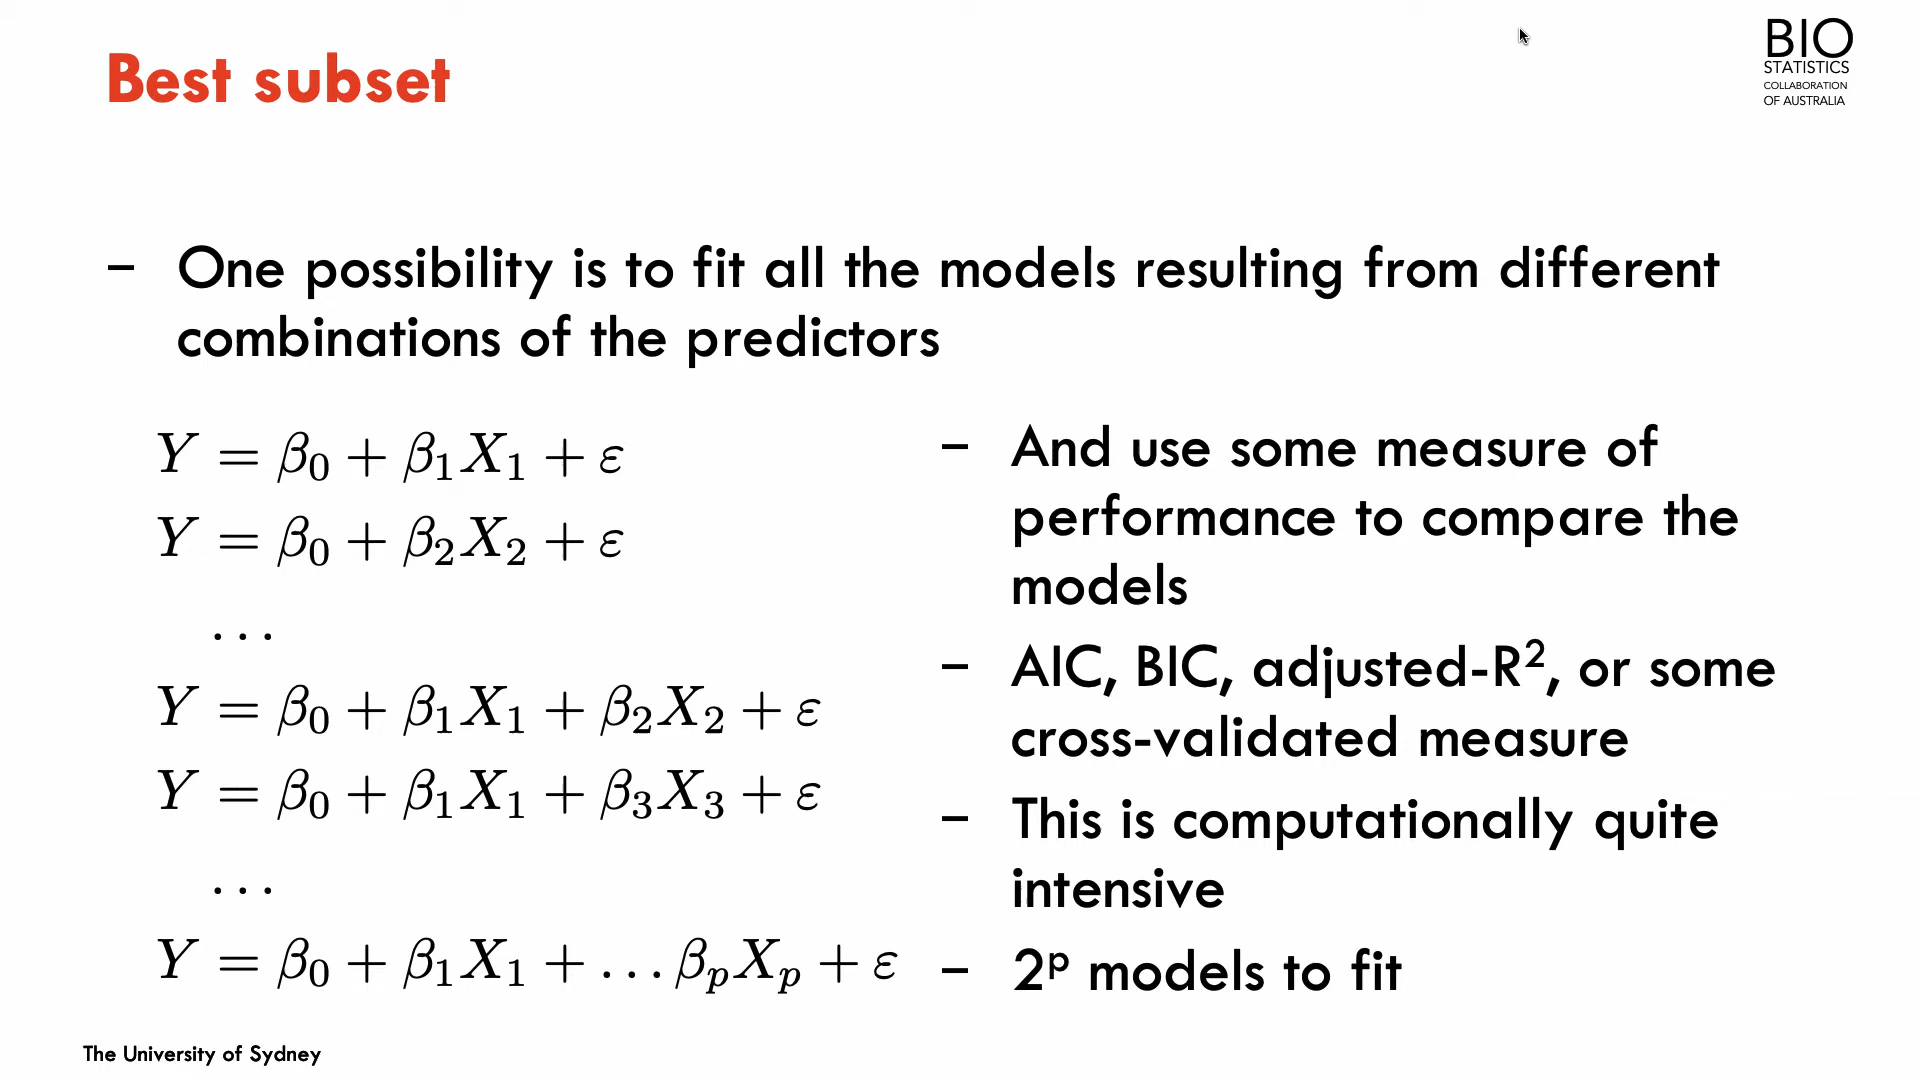 Best subset
BIO
STATISTICS
COLLABORATION
OF AUSTRALIA
– One possibility is to fit all the models resulting from different
combinations of the predictors
Y = β₀ + β₁X₁ + ε
Y = β₀ + β₂X₂ + ε
...
Y = β₀ + β₁X₁ + β₂X₂ + ε
Y = β₀ + β₁X₁ + β₃X₃ + ε
...
Y = β₀ + β₁X₁ + ... βₚXₚ + ε
– And use some measure of
performance to compare the
models
– AIC, BIC, adjusted-R², or some
cross-validated measure
– This is computationally quite
intensive
– 2ᵖ models to fit
The University of Sydney